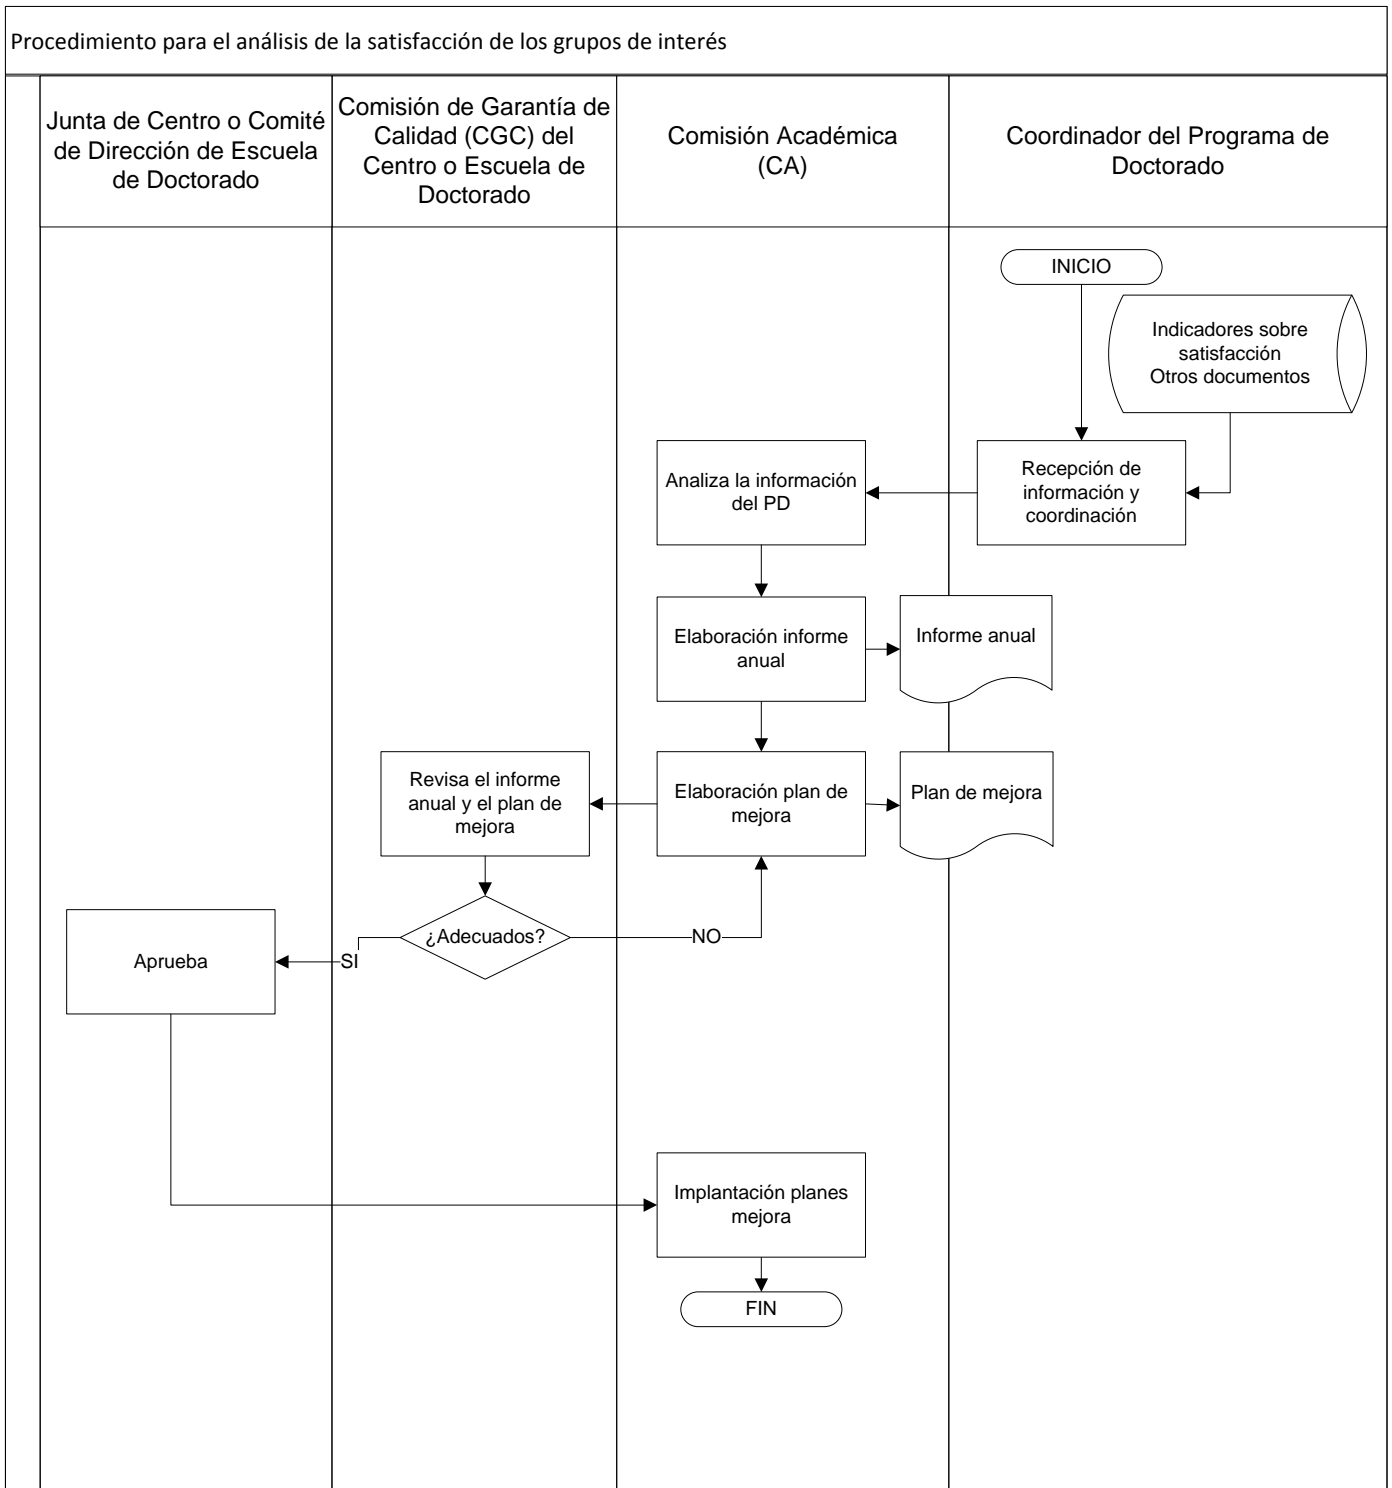 Procedimiento para el análisis de la satisfacción de los grupos de interés
Junta de Centro o Comité
de Dirección de Escuela
de Doctorado
Comisión de Garantía de
Calidad (CGC) del
Centro o Escuela de
Doctorado
Comisión Académica
(CA)
Coordinador del Programa de
Doctorado
INICIO
Indicadores sobre
satisfacción
Otros documentos
Recepción de
información y
coordinación
Analiza la información
del PD
Elaboración informe
anual
Informe anual
Elaboración plan de
mejora
Plan de mejora
Revisa el informe
anual y el plan de
mejora
¿Adecuados?
NO
SI
Aprueba
Implantación planes
mejora
FIN